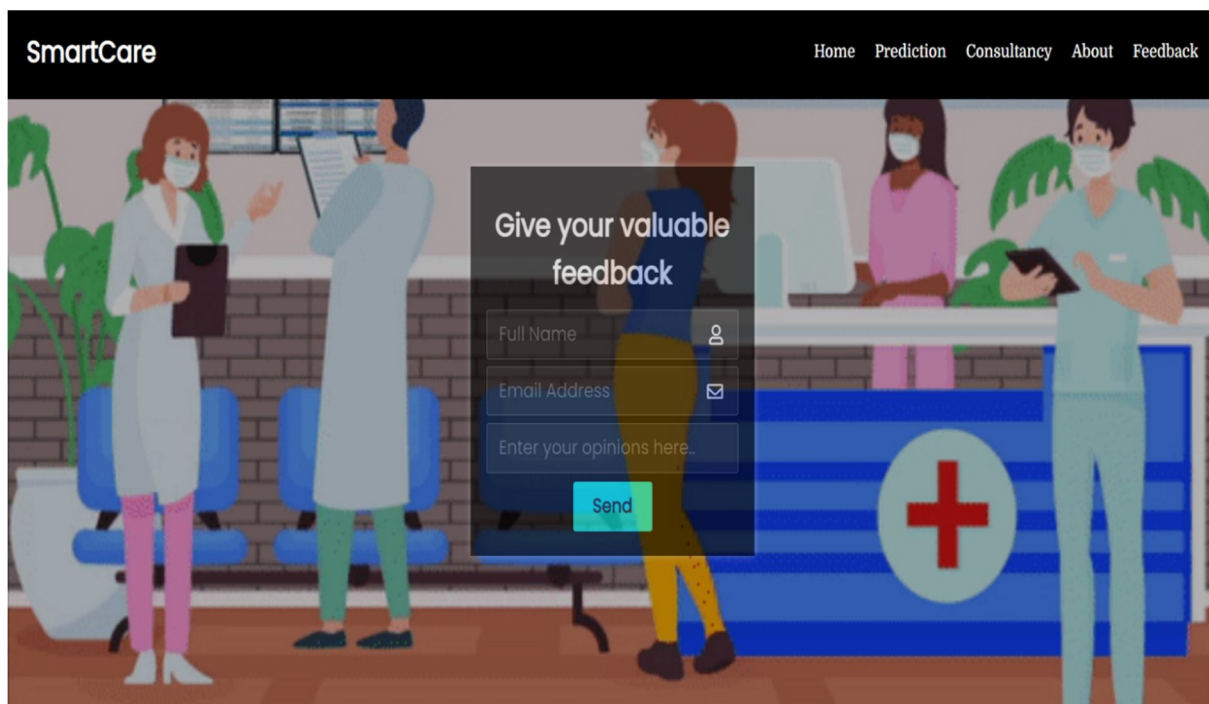 SmartCare
Home Prediction Consultancy About Feedback
Give your valuable
feedback
Full Name
Email Address
Enter your opinions here..
Send